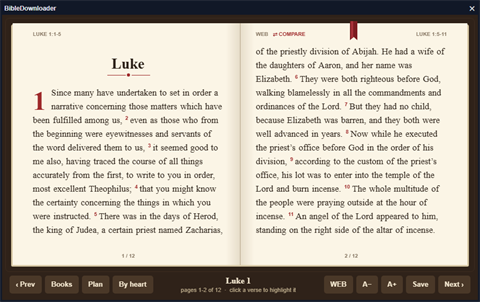 BibleDownloader
LUKE 1:1-5
Luke
1 Since many have undertaken to set in order a
narrative concerning those matters which have
been fulfilled among us, 2 even as those who from
the beginning were eyewitnesses and servants of
the word delivered them to us, 3 it seemed good to
me also, having traced the course of all things
accurately from the first, to write to you in order,
most excellent Theophilus; 4 that you might know
the certainty concerning the things in which you
were instructed. 5 There was in the days of Herod,
the king of Judea, a certain priest named Zacharias,
1 / 12
WEB ⇄ COMPARE
LUKE 1:5-11
of the priestly division of Abijah. He had a wife of
the daughters of Aaron, and her name was
Elizabeth. 6 They were both righteous before God,
walking blamelessly in all the commandments and
ordinances of the Lord. 7 But they had no child,
because Elizabeth was barren, and they both were
well advanced in years. 8 Now while he executed
the priest's office before God in the order of his
division, 9 according to the custom of the priest's
office, his lot was to enter into the temple of the
Lord and burn incense. 10 The whole multitude of
the people were praying outside at the hour of
incense. 11 An angel of the Lord appeared to him,
standing on the right side of the altar of incense.
2 / 12
‹ Prev
Books
Plan
By heart
Luke 1
pages 1-2 of 12 · click a verse to highlight it
WEB
A−
A+
Save
Next ›